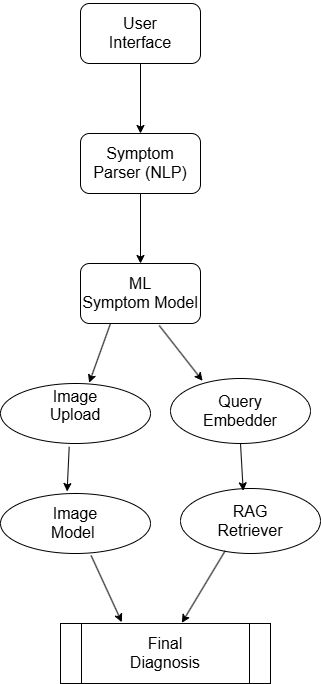 User
Interface
Symptom
Parser (NLP)
ML
Symptom Model
Image
Upload
Query
Embedder
Image
Model
RAG
Retriever
Final
Diagnosis